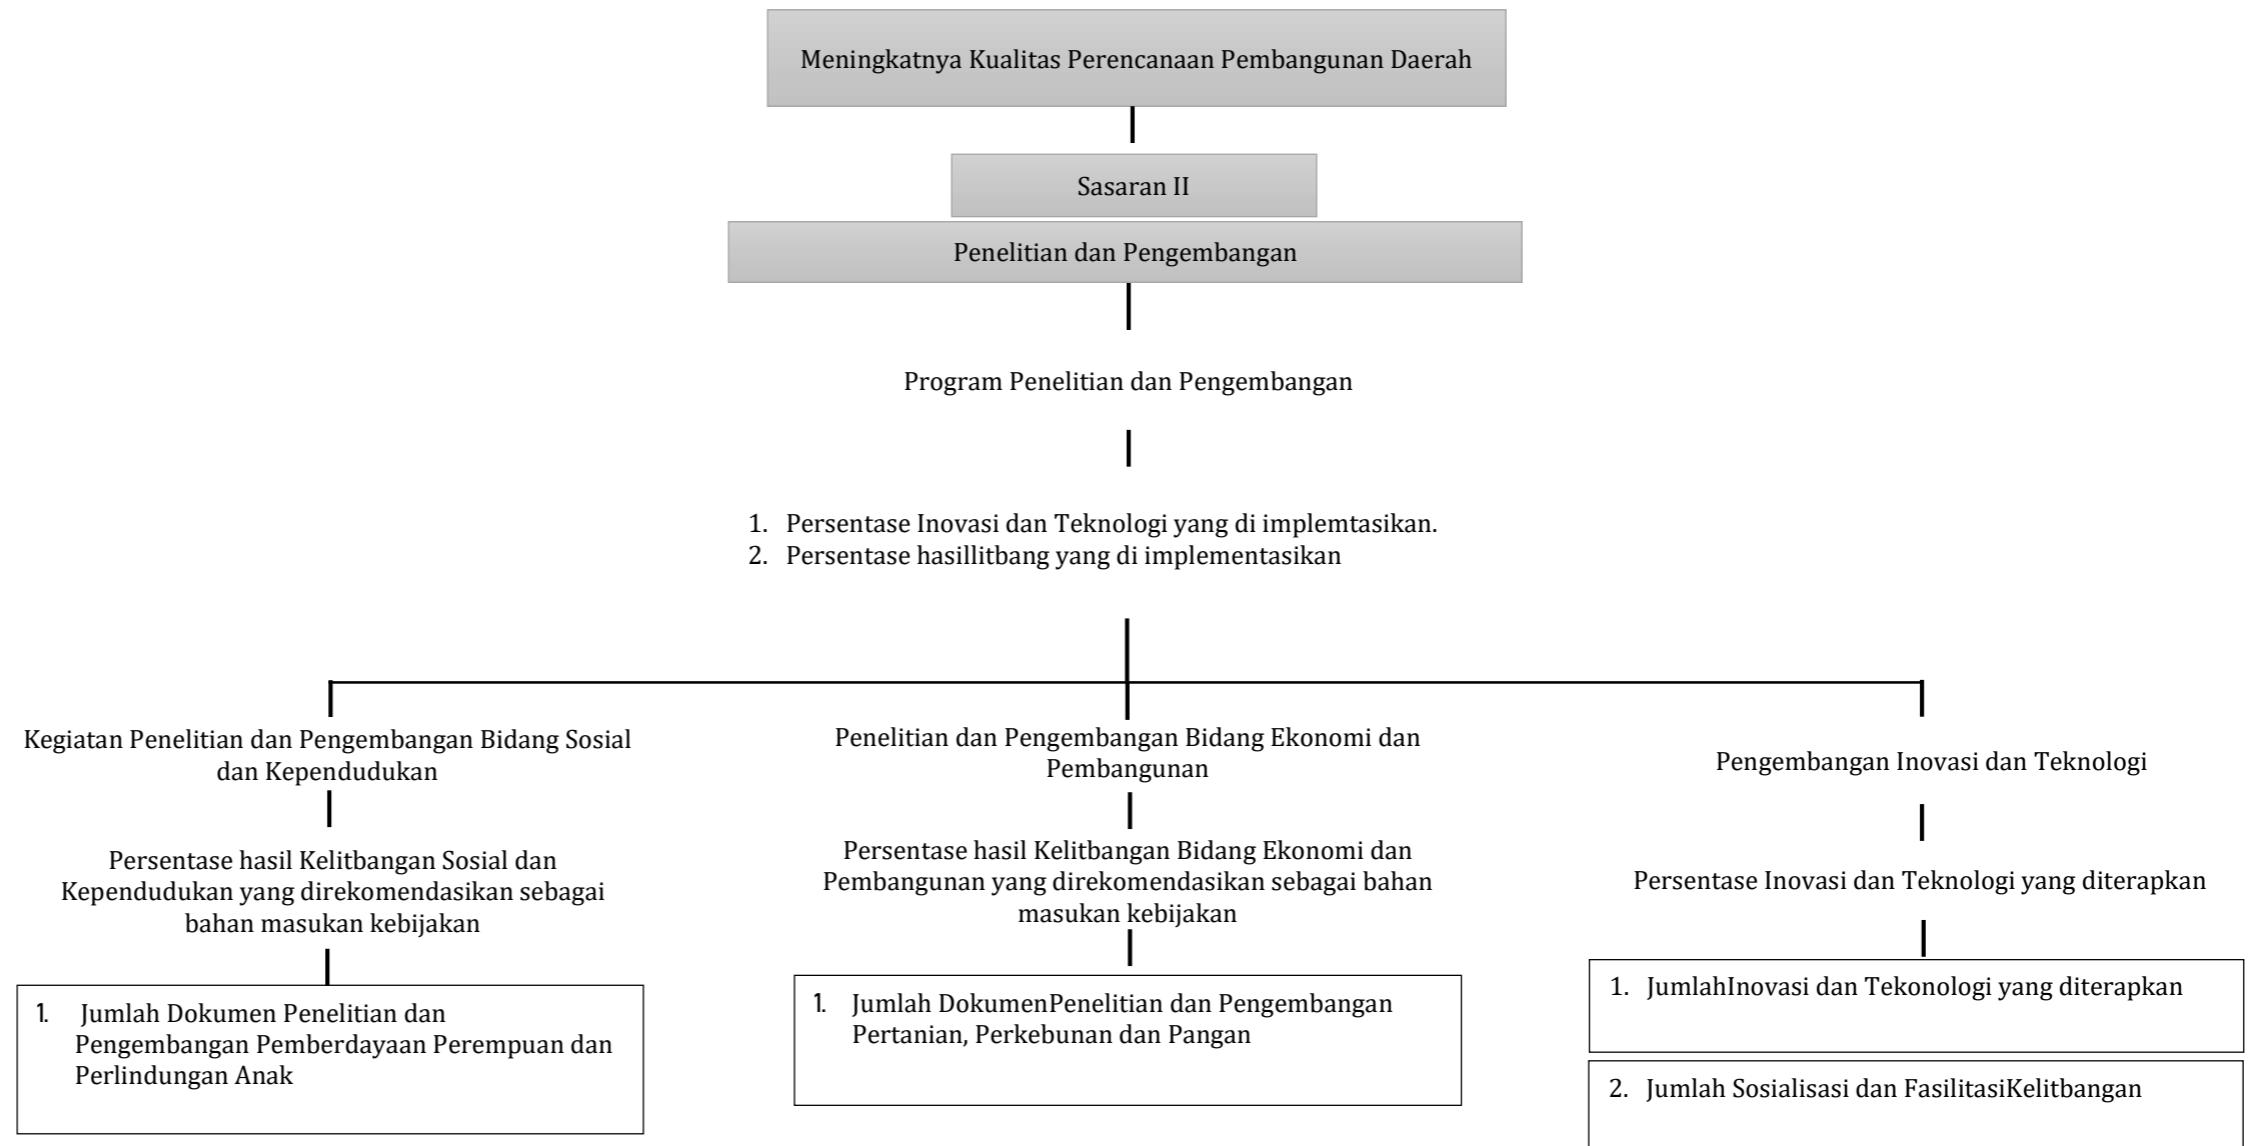 Meningkatnya Kualitas Perencanaan Pembangunan Daerah
Sasaran II
Penelitian dan Pengembangan
Program Penelitian dan Pengembangan
1. Persentase Inovasi dan Teknologi yang di implemtasikan.
2. Persentase hasillitbang yang di implementasikan
Kegiatan Penelitian dan Pengembangan Bidang Sosial
dan Kependudukan
Persentase hasil Kelitbangan Sosial dan
Kependudukan yang direkomendasikan sebagai
bahan masukan kebijakan
1. Jumlah Dokumen Penelitian dan
Pengembangan Pemberdayaan Perempuan dan
Perlindungan Anak
Penelitian dan Pengembangan Bidang Ekonomi dan
Pembangunan
Persentase hasil Kelitbangan Bidang Ekonomi dan
Pembangunan yang direkomendasikan sebagai bahan
masukan kebijakan
1. Jumlah DokumenPenelitian dan Pengembangan
Pertanian, Perkebunan dan Pangan
Pengembangan Inovasi dan Teknologi
Persentase Inovasi dan Teknologi yang diterapkan
1. JumlahInovasi dan Tekonologi yang diterapkan
2. Jumlah Sosialisasi dan FasilitasiKelitbangan